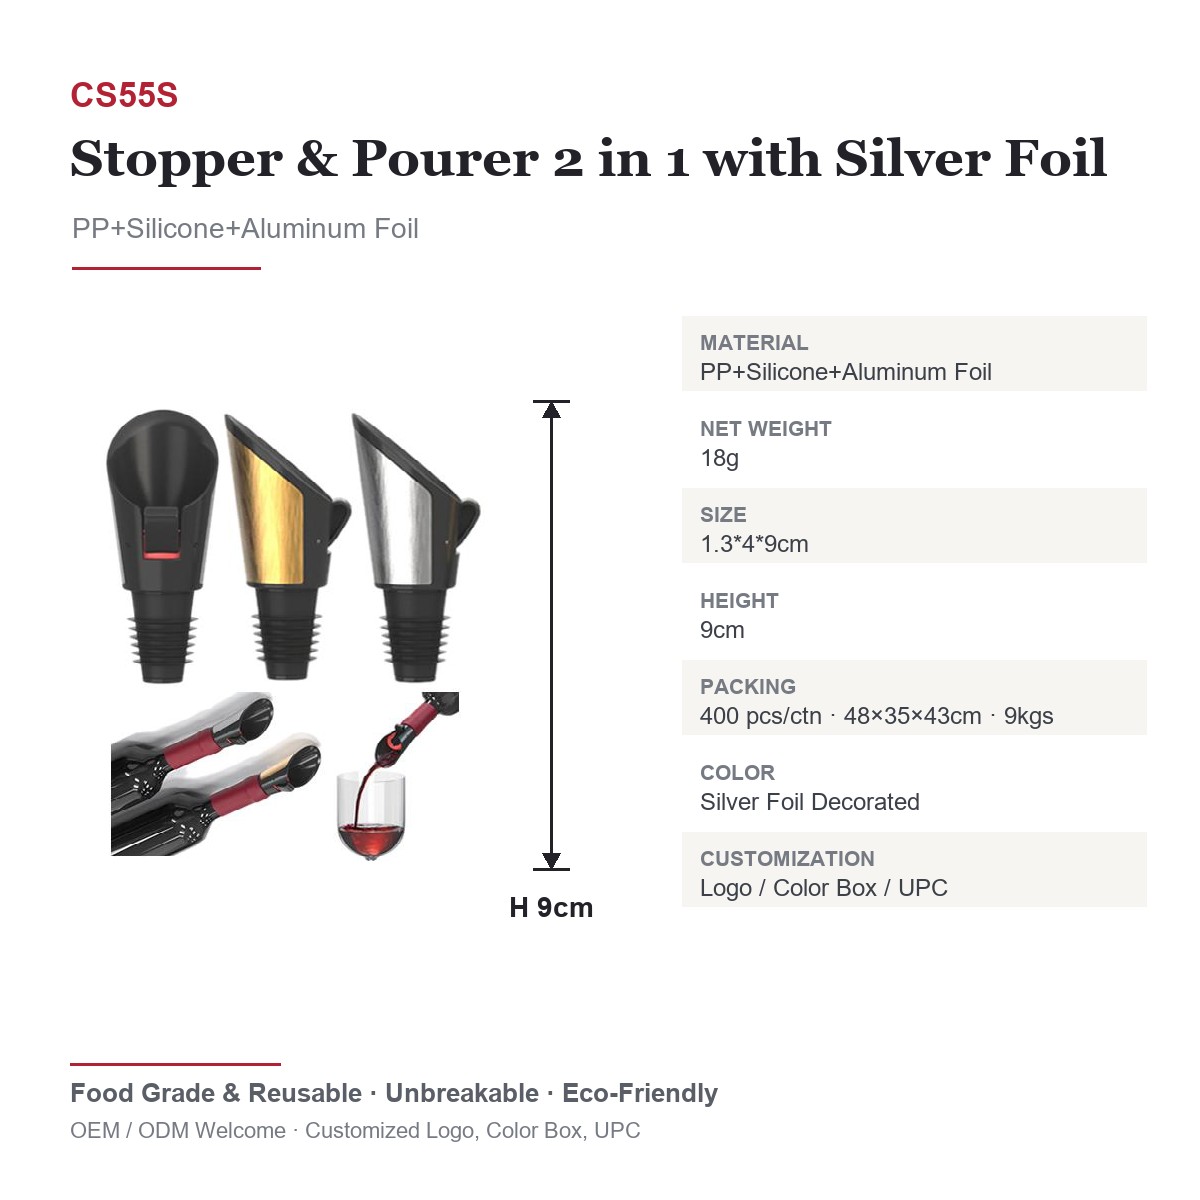 CS55S
Stopper & Pourer 2 in 1 with Silver Foil
PP+Silicone+Aluminum Foil
MATERIAL
PP+Silicone+Aluminum Foil
NET WEIGHT
18g
SIZE
1.3*4*9cm
HEIGHT
9cm
PACKING
400 pcs/ctn · 48×35×43cm · 9kgs
COLOR
Silver Foil Decorated
CUSTOMIZATION
Logo / Color Box / UPC
H 9cm
Food Grade & Reusable · Unbreakable · Eco-Friendly
OEM / ODM Welcome · Customized Logo, Color Box, UPC